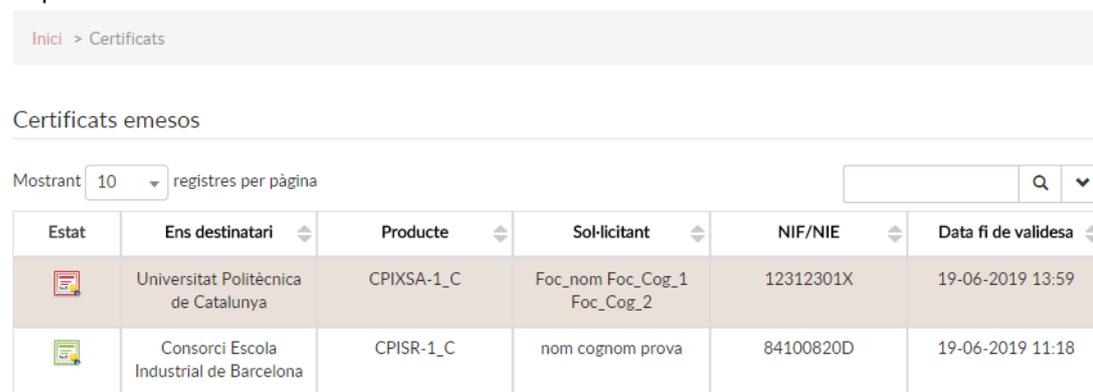 Inici > Certificats
Certificats emesos
Mostrant 10 registres per pàgina
Estat Ens destinatari Producte Sol·licitant NIF/NIE Data fi de validesa
Universitat Politècnica de Catalunya CPIXSA-1_C Foc_nom Foc_Cog_1 Foc_Cog_2 12312301X 19-06-2019 13:59
Consorci Escola Industrial de Barcelona CPISR-1_C nom cognom prova 84100820D 19-06-2019 11:18